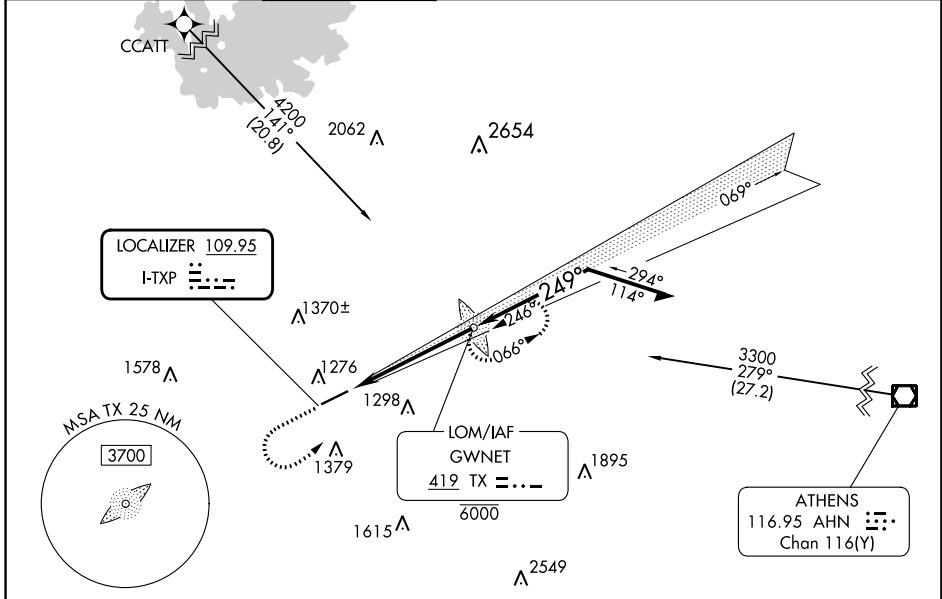 CCATT
4200
141°
(20.8)
2062
2654
069°
LOCALIZER 109.95
I-TXP
294°
114°
249°
246°
066°
1370±
1578
1276
1298
3300
279°
(27.2)
MSA TX 25 NM
3700
1379
LOM/IAF
GWNET
419 TX
6000
1895
1615
ATHENS
116.95 AHN
Chan 116(Y)
2549